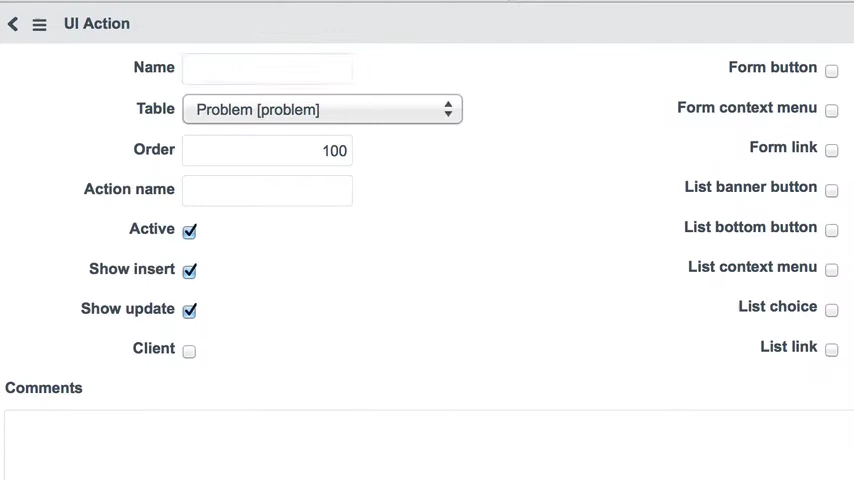 UI Action
Name
Form button
Table
Problem [problem]
Form context menu
Order
100
Form link
Action name
List banner button
Active
List bottom button
Show insert
List context menu
Show update
List choice
Client
List link
Comments